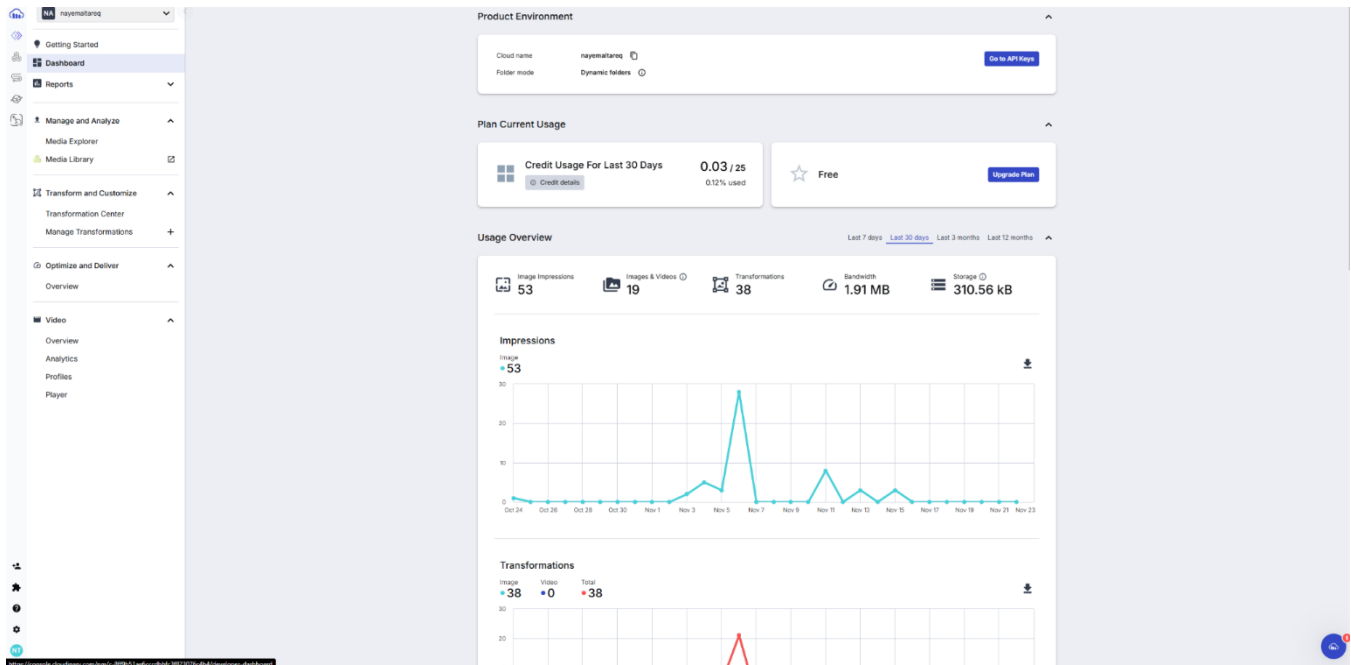 NA nayemaltareq
Getting Started
Dashboard
Reports
Manage and Analyze
Media Explorer
Media Library
Transform and Customize
Transformation Center
Manage Transformations
Optimize and Deliver
Overview
Video
Overview
Analytics
Profiles
Player
NT
Product Environment
Cloud name nayemaltareq
Go to API Keys
Folder mode Dynamic folders
Plan Current Usage
Credit Usage For Last 30 Days
Credit details
0.03 / 25
0.12% used
Free
Upgrade Plan
Usage Overview
Last 7 days Last 30 days Last 3 months Last 12 months
Image Impressions
53
Images & Videos
19
Transformations
38
Bandwidth
1.91 MB
Storage
310.56 kB
Impressions
Image
53
30
20
10
0
Oct 24 Oct 26 Oct 28 Oct 30 Nov 1 Nov 3 Nov 5 Nov 7 Nov 9 Nov 11 Nov 13 Nov 15 Nov 17 Nov 19 Nov 21 Nov 23
Transformations
Image Video Total
38 0 38
30
20